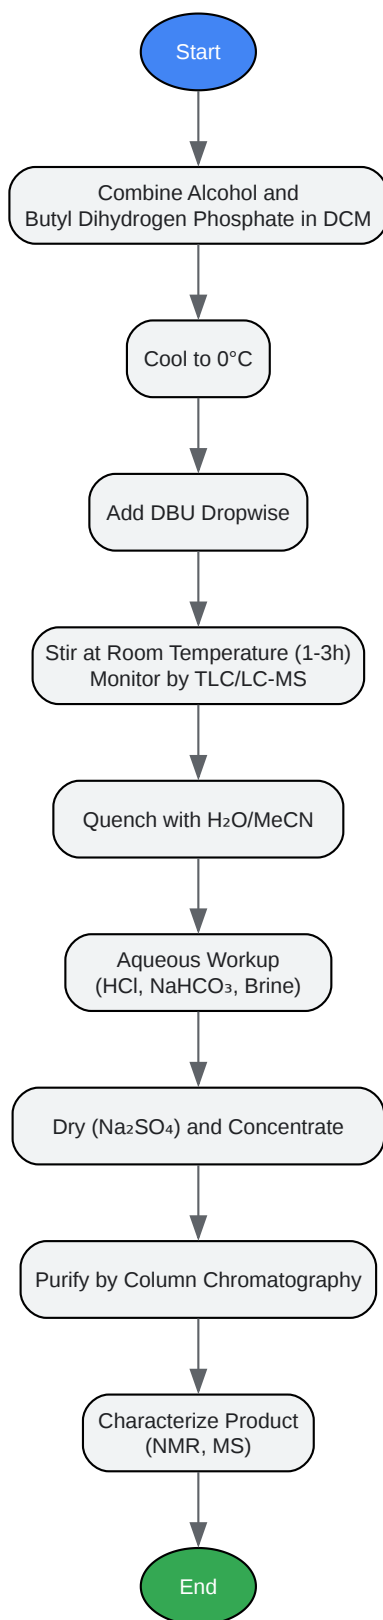 Start
Combine Alcohol and
Butyl Dihydrogen Phosphate in DCM
Cool to 0°C
Add DBU Dropwise
Stir at Room Temperature (1-3h)
Monitor by TLC/LC-MS
Quench with H₂O/MeCN
Aqueous Workup
(HCl, NaHCO₃, Brine)
Dry (Na₂SO₄) and Concentrate
Purify by Column Chromatography
Characterize Product
(NMR, MS)
End